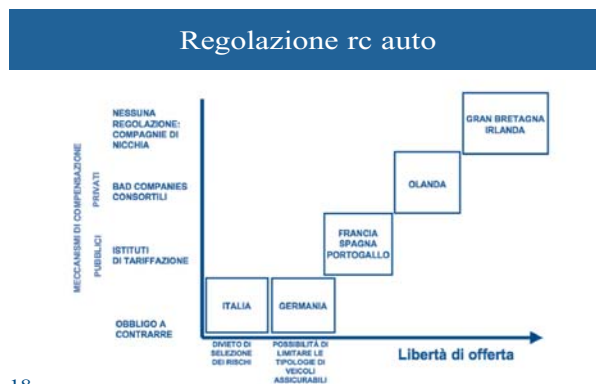 Regolazione rc auto
MECCANISMI DI COMPENSAZIONE
PRIVATI
PUBBLICI
NESSUNA
REGOLAZIONE:
COMPAGNIE DI
NICCHIA
BAD COMPANIES
CONSORTILI
ISTITUTI
DI TARIFFAZIONE
OBBLIGO A
CONTRARRE
GRAN BRETAGNA
IRLANDA
OLANDA
FRANCIA
SPAGNA
PORTOGALLO
ITALIA
GERMANIA
DIVIETO DI
SELEZIONE
DEI RISCHI
POSSIBILITÀ DI
LIMITARE LE
TIPOLOGIE DI
VEICOLI
ASSICURABILI
Libertà di offerta
18